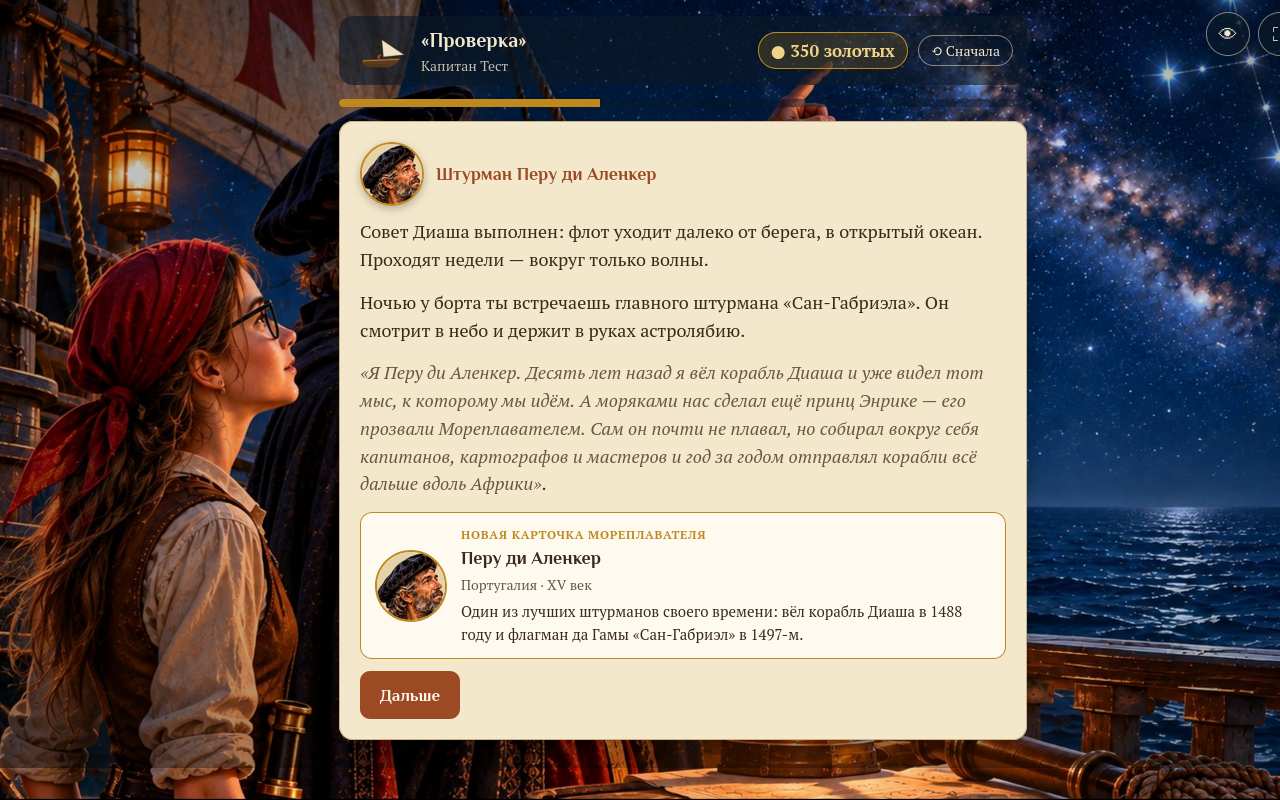 «Проверка»
Капитан Тест
350 золотых
⟲ Сначала
Штурман Перу ди Аленкер
Совет Диаша выполнен: флот уходит далеко от берега, в открытый океан.
Проходят недели — вокруг только волны.
Ночью у борта ты встречаешь главного штурмана «Сан-Габриэла». Он
смотрит в небо и держит в руках астролябию.
«Я Перу ди Аленкер. Десять лет назад я вёл корабль Диаша и уже видел тот
мыс, к которому мы идём. А моряками нас сделал ещё принц Энрике — его
прозвали Мореплавателем. Сам он почти не плавал, но собирал вокруг себя
капитанов, картографов и мастеров и год за годом отправлял корабли всё
дальше вдоль Африки».
НОВАЯ КАРТОЧКА МОРЕПЛАВАТЕЛЯ
Перу ди Аленкер
Португалия · XV век
Один из лучших штурманов своего времени: вёл корабль Диаша в 1488
году и флагман да Гамы «Сан-Габриэл» в 1497-м.
Дальше